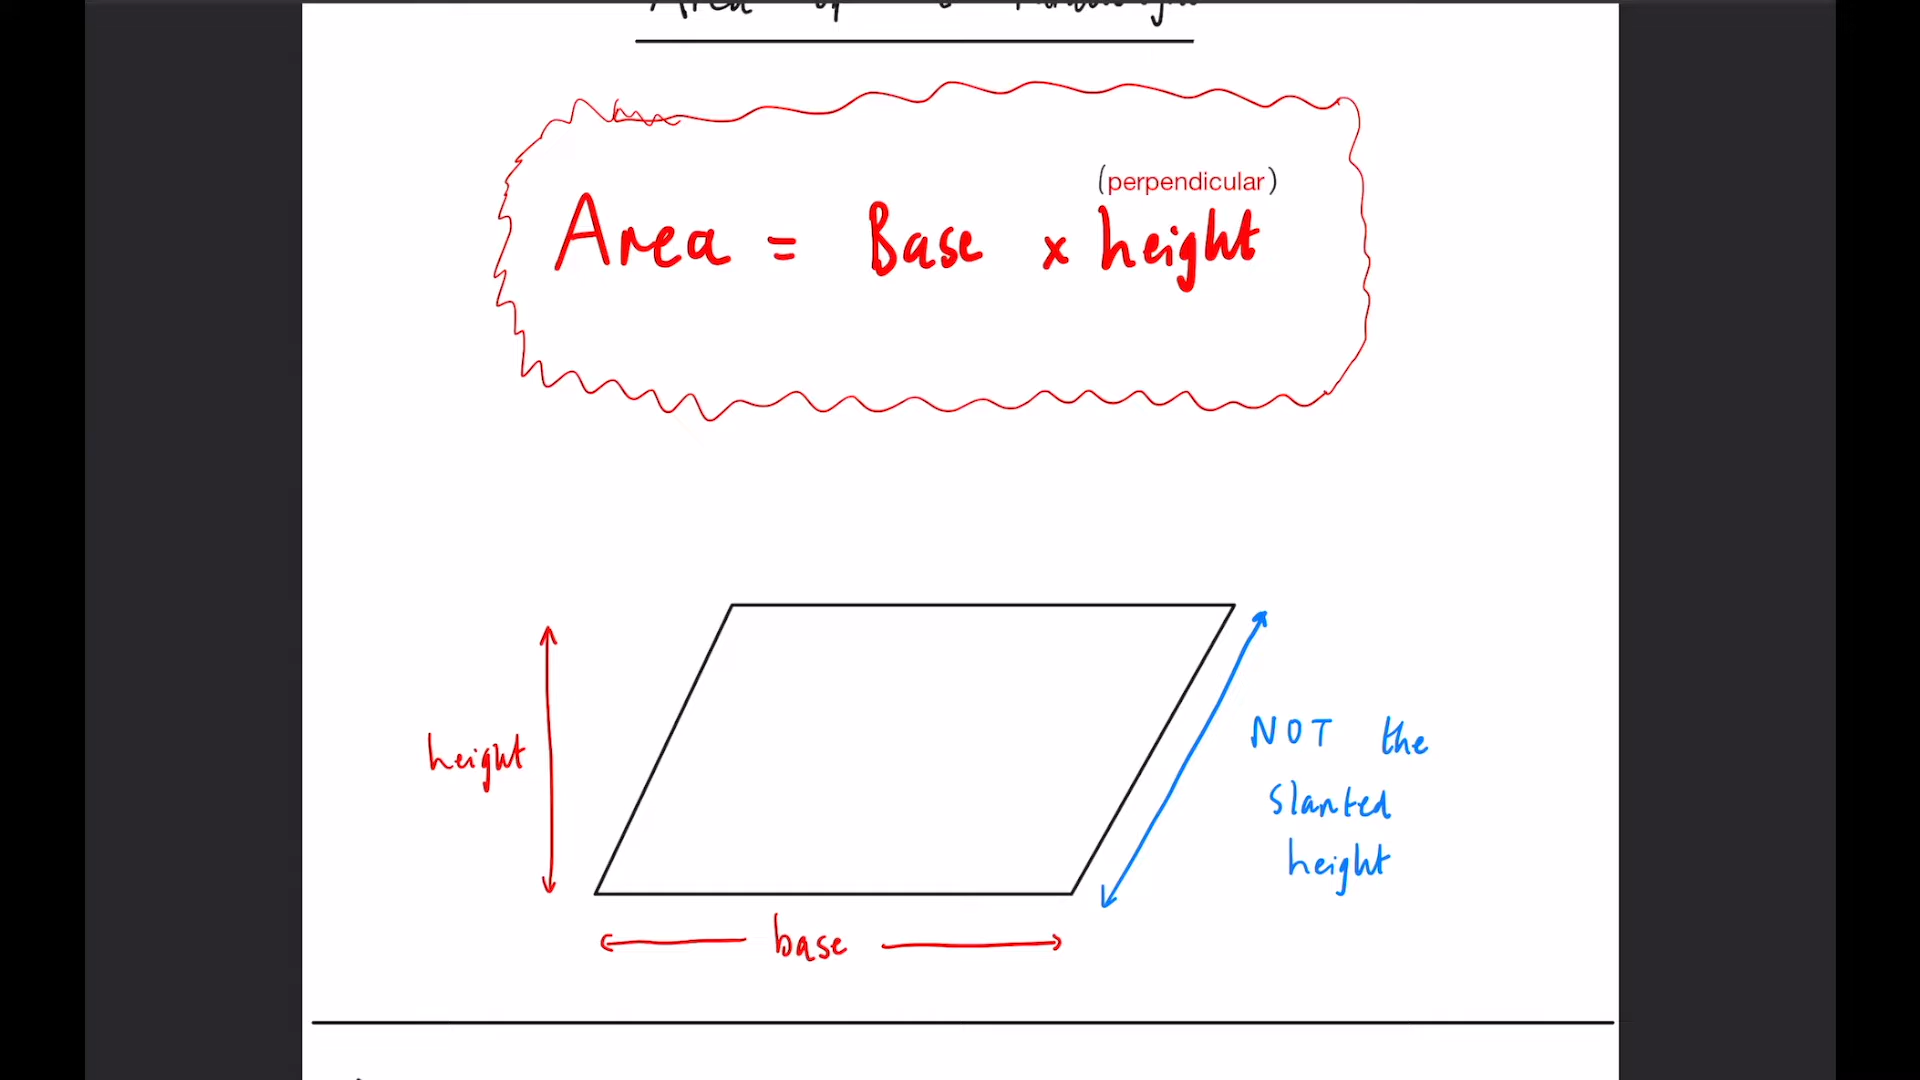 (perpendicular)
Area = Base x height
height
NOT the
slanted
height
base